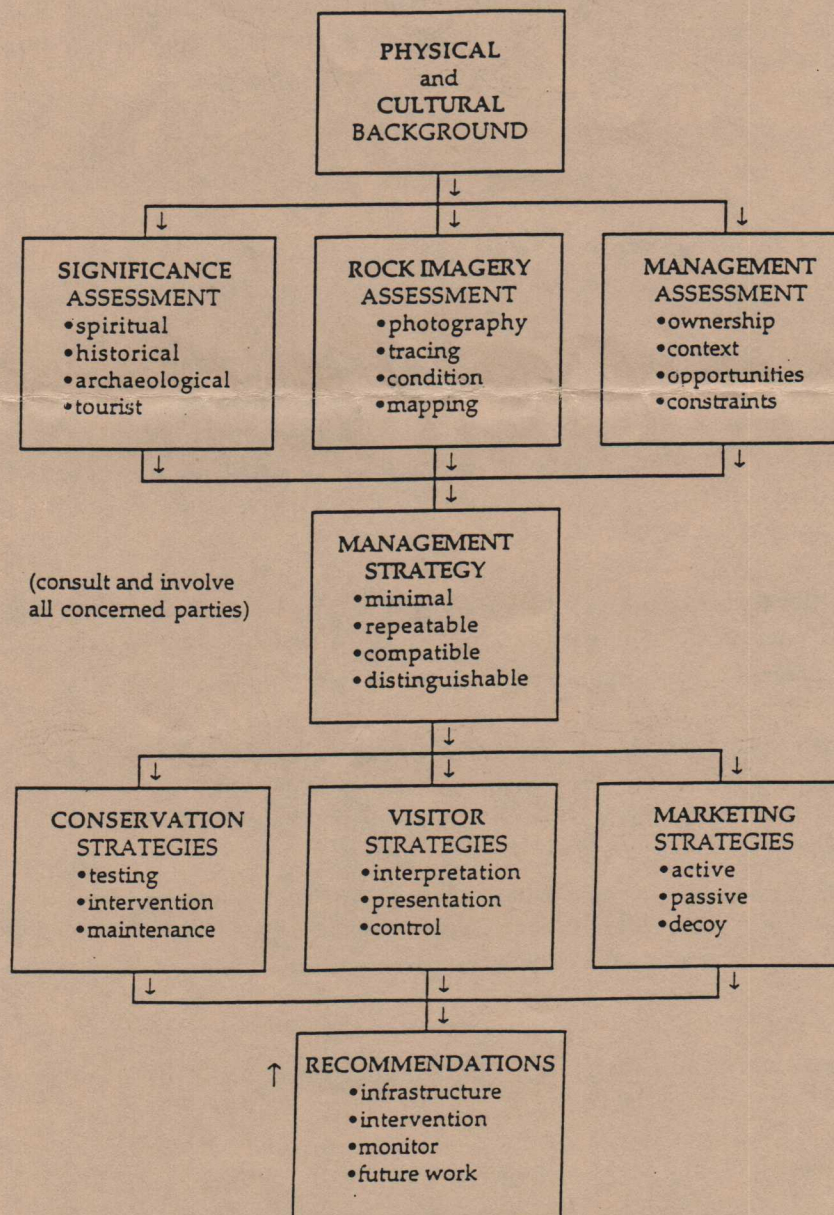 PHYSICAL
and
CULTURAL
BACKGROUND
↓
↓ ↓ ↓
SIGNIFICANCE
ASSESSMENT
•spiritual
•historical
•archaeological
•tourist
ROCK IMAGERY
ASSESSMENT
•photography
•tracing
•condition
•mapping
MANAGEMENT
ASSESSMENT
•ownership
•context
•opportunities
•constraints
↓ ↓ ↓
↓
(consult and involve
all concerned parties)
MANAGEMENT
STRATEGY
•minimal
•repeatable
•compatible
•distinguishable
↓
↓ ↓ ↓
CONSERVATION
STRATEGIES
•testing
•intervention
•maintenance
VISITOR
STRATEGIES
•interpretation
•presentation
•control
MARKETING
STRATEGIES
•active
•passive
•decoy
↓ ↓ ↓
↓
↑
RECOMMENDATIONS
•infrastructure
•intervention
•monitor
•future work